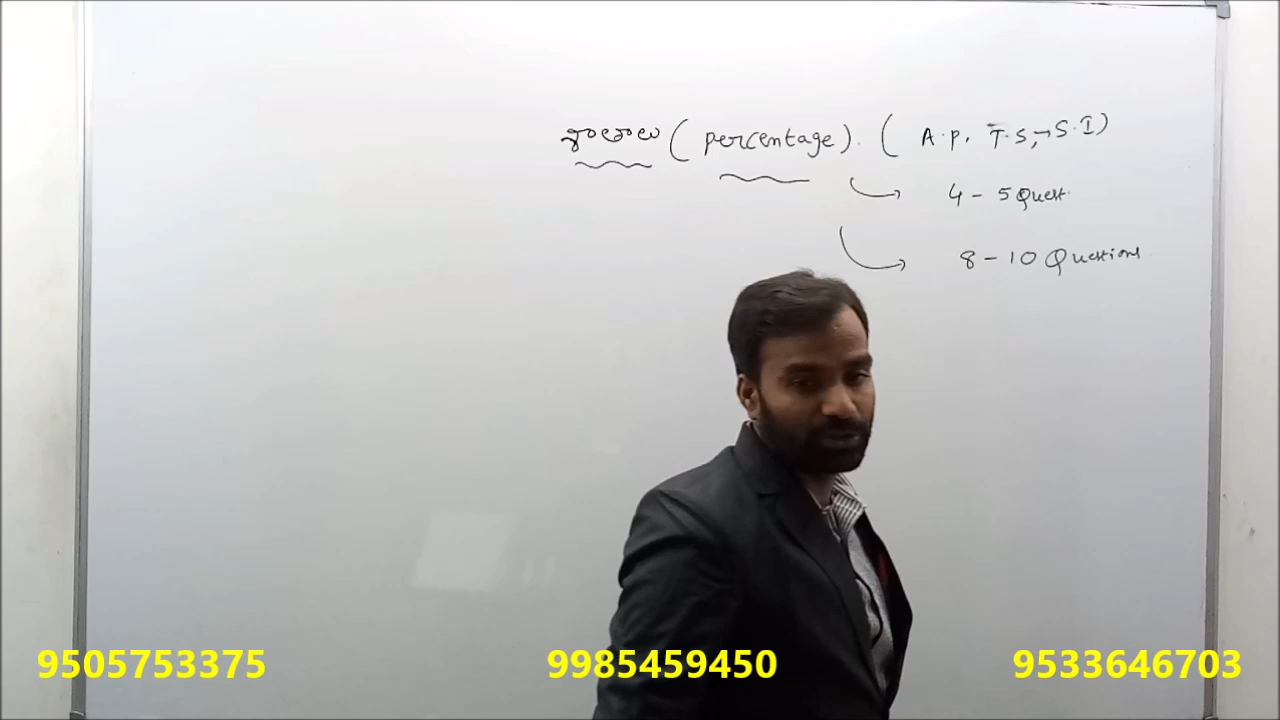 శాతాలు (percentage). ( A.P, T.S, → S.I)
4 - 5 Quest.
8 - 10 Questions
9505753375 9985459450 9533646703